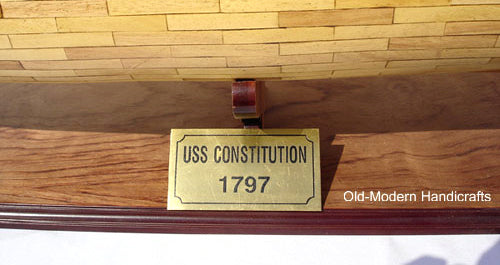 USS CONSTITUTION
1797
Old-Modern Handicrafts